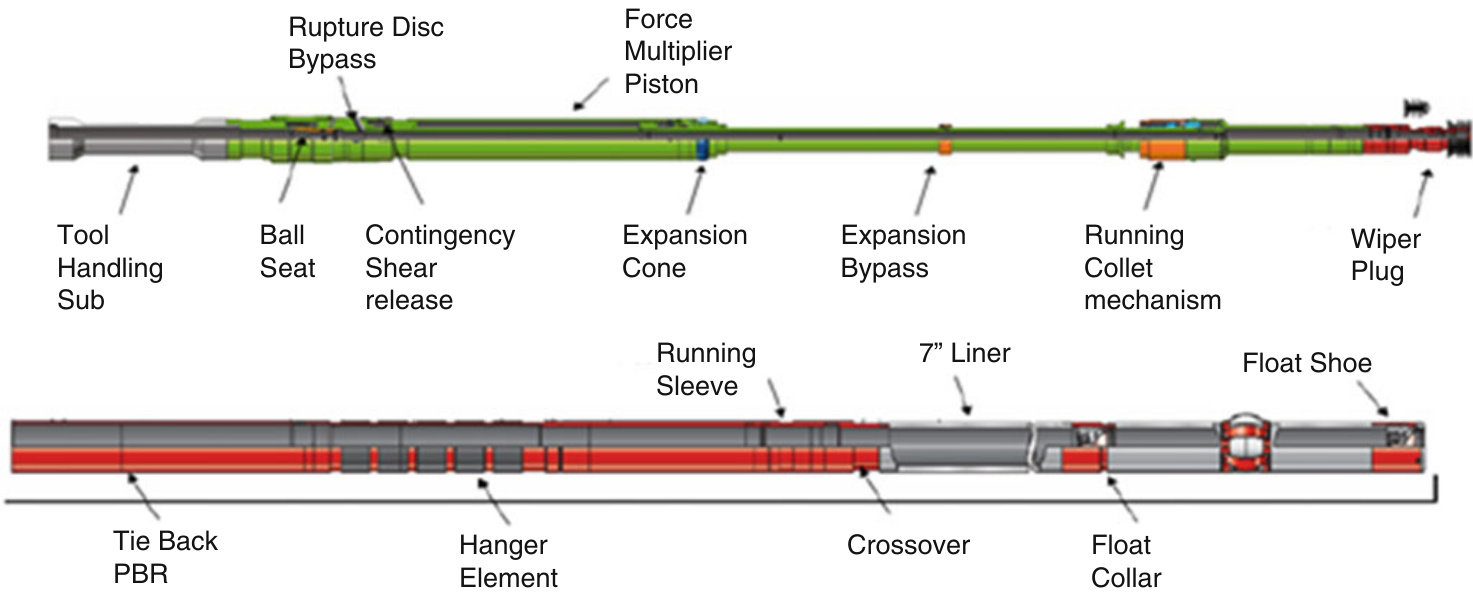 Rupture Disc
Bypass
Force
Multiplier
Piston
Tool
Handling
Sub
Ball
Seat
Contingency
Shear
release
Expansion
Cone
Expansion
Bypass
Running
Collet
mechanism
Wiper
Plug
Running
Sleeve
7” Liner
Float Shoe
Tie Back
PBR
Hanger
Element
Crossover
Float
Collar